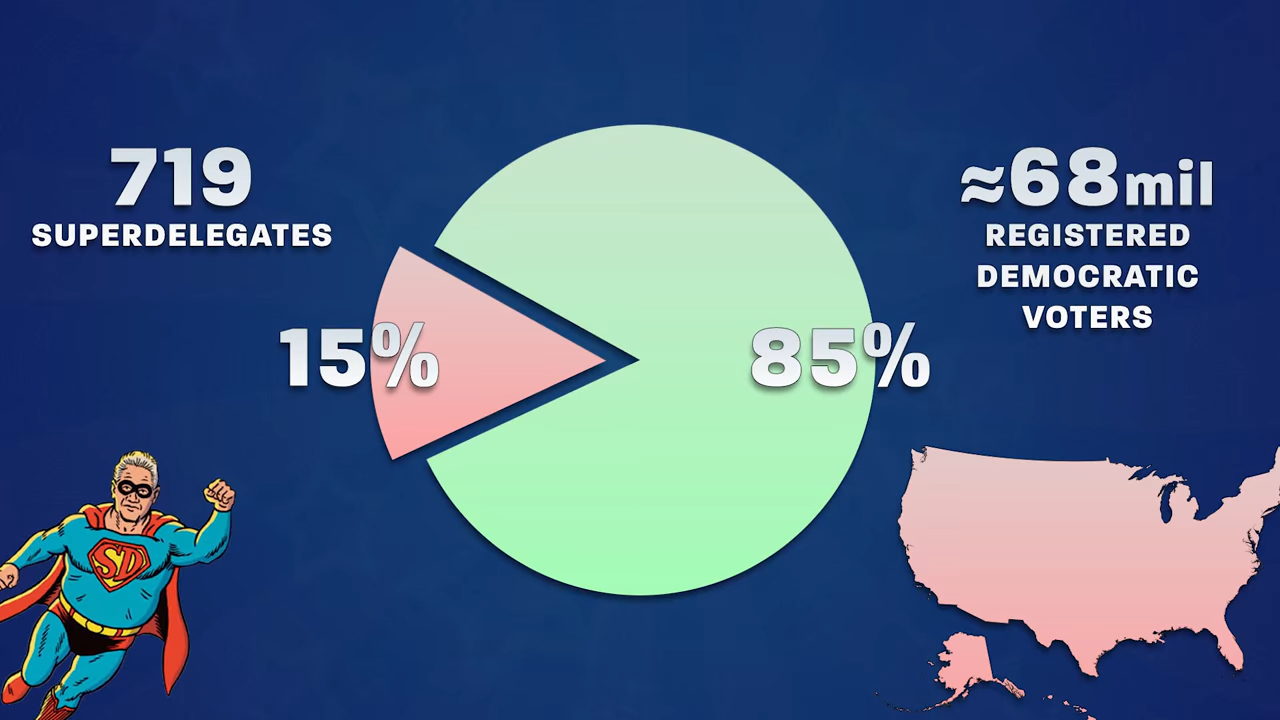 719
SUPERDELEGATES
15%
85%
≈68mil
REGISTERED
DEMOCRATIC
VOTERS
SD